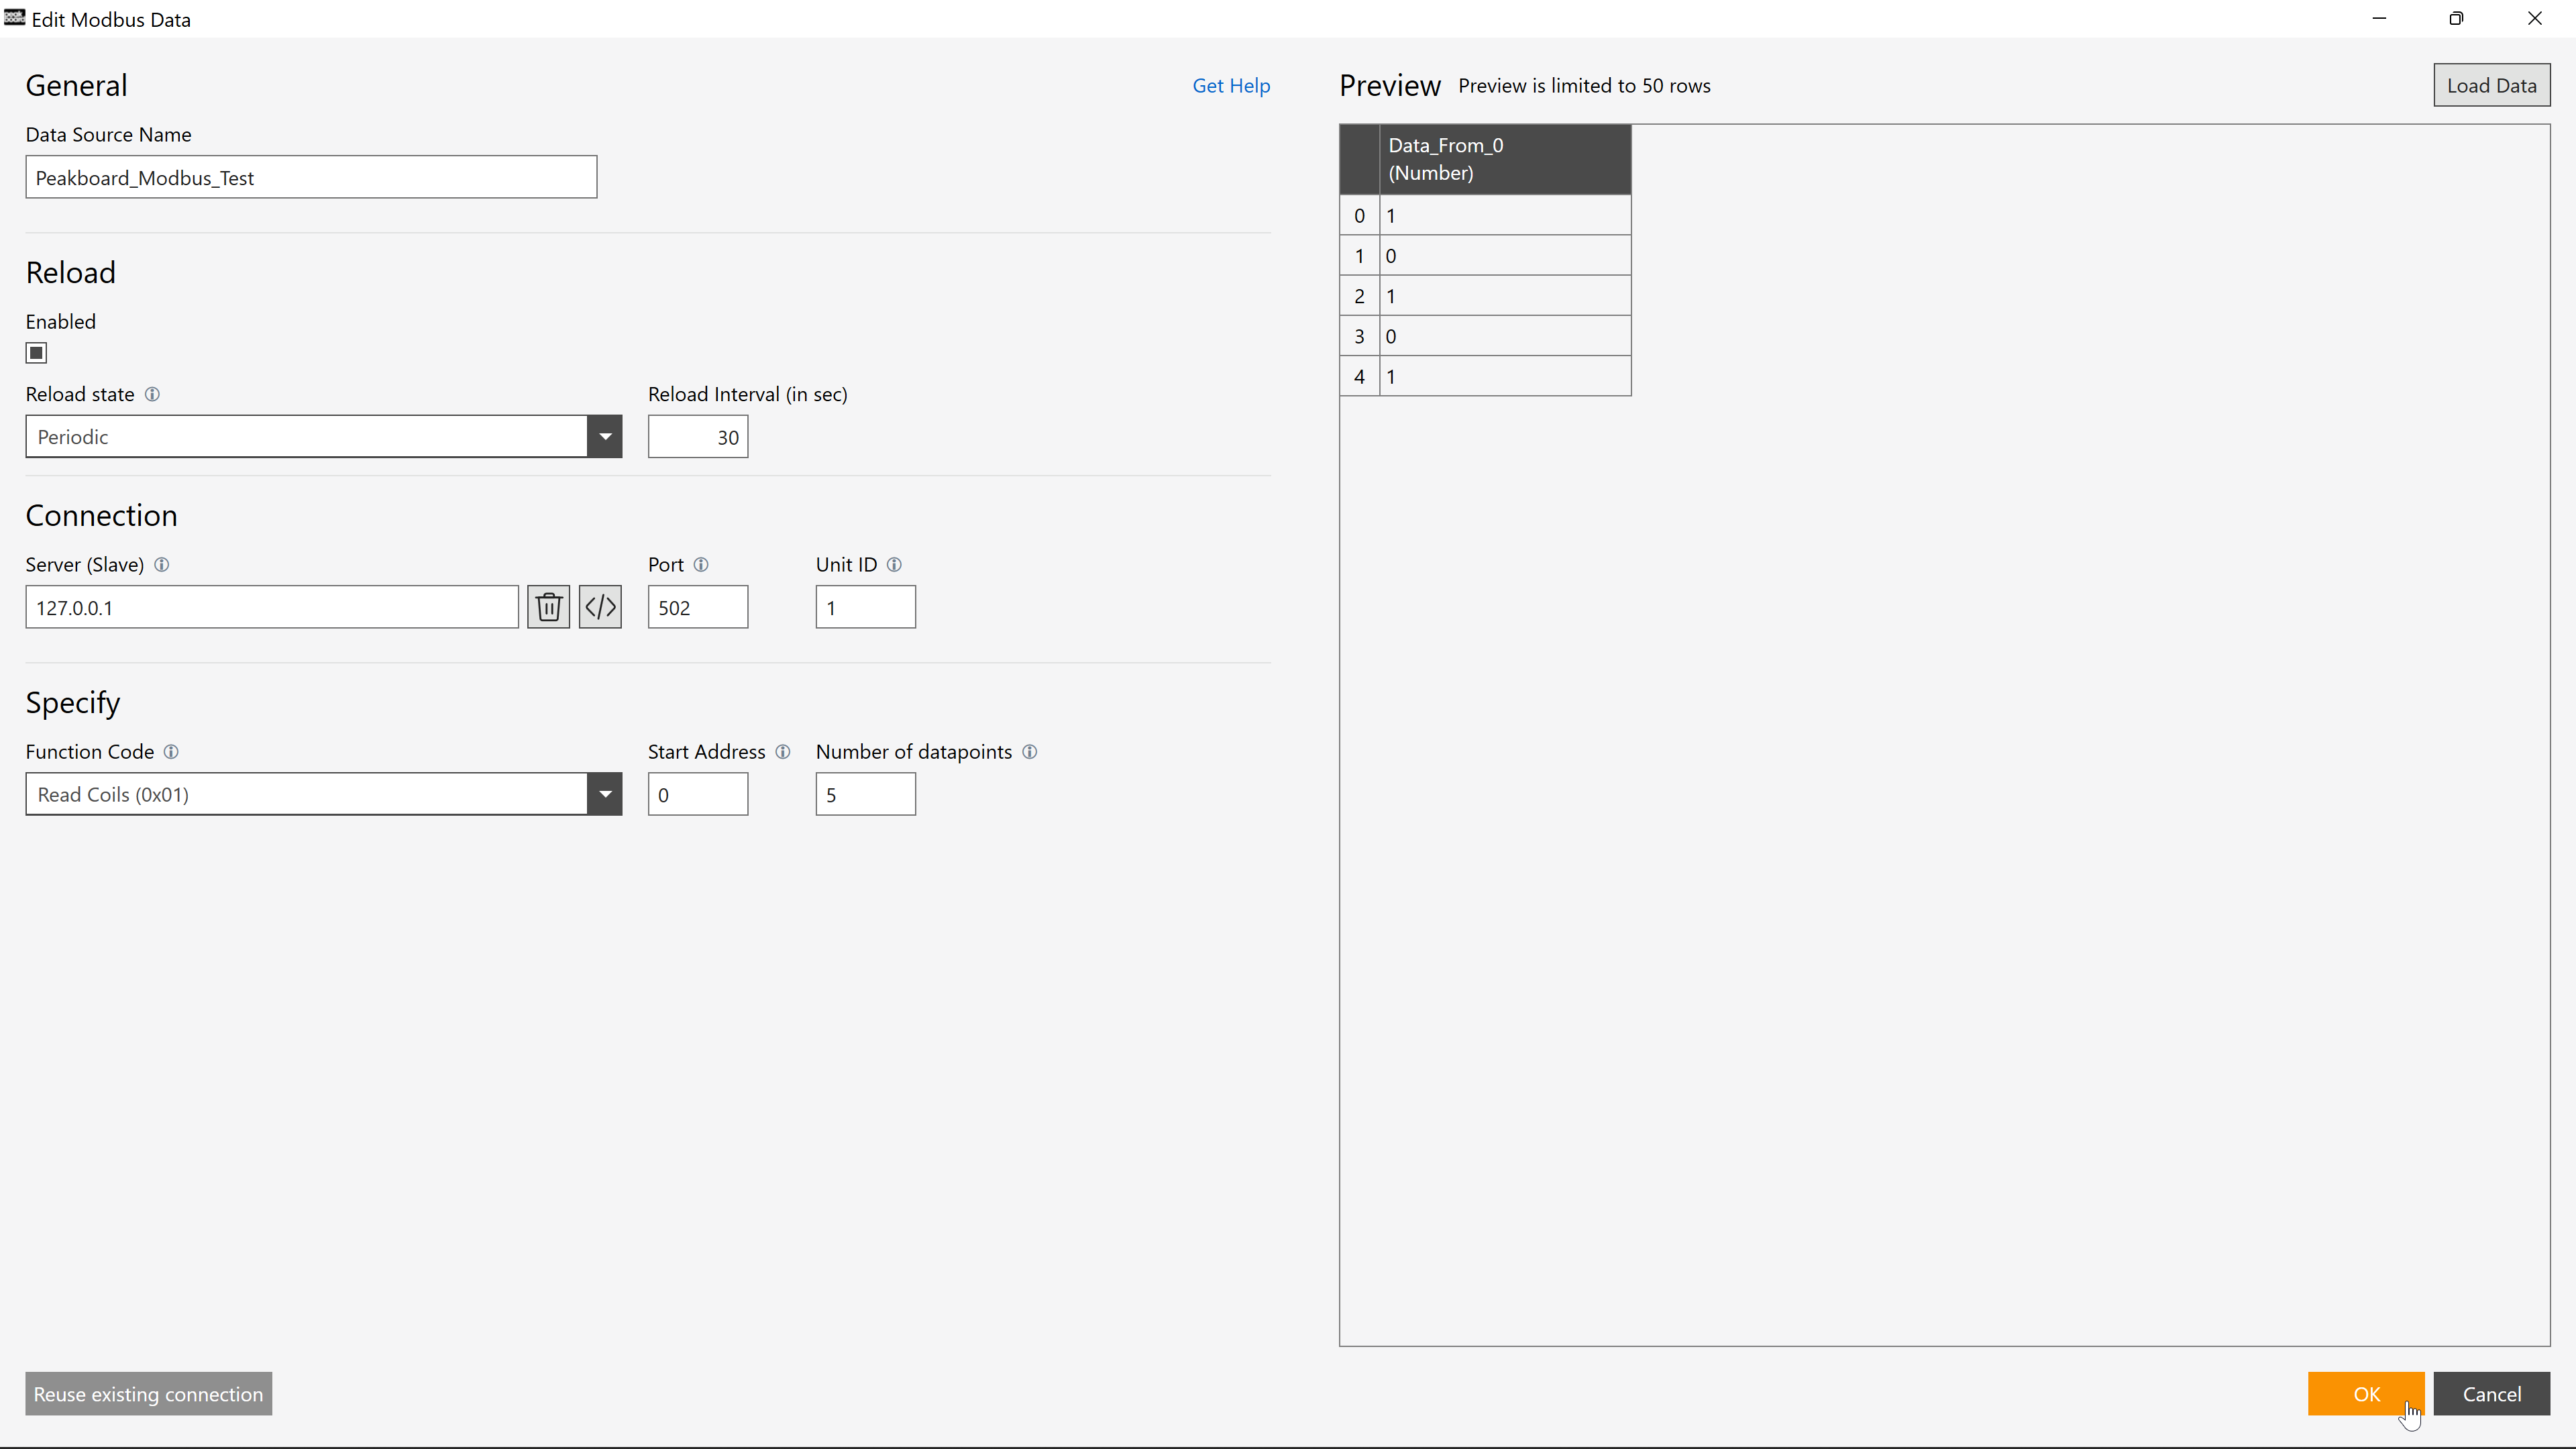 Edit Modbus Data
General
Get Help
Data Source Name
Peakboard_Modbus_Test
Reload
Enabled
Reload state
Reload Interval (in sec)
Periodic
30
Connection
Server (Slave)
Port
Unit ID
127.0.0.1
</>
502
1
Specify
Function Code
Start Address
Number of datapoints
Read Coils (0x01)
0
5
Reuse existing connection
Preview
Preview is limited to 50 rows
Load Data
Data_From_0
(Number)
0 1
1 0
2 1
3 0
4 1
OK
Cancel